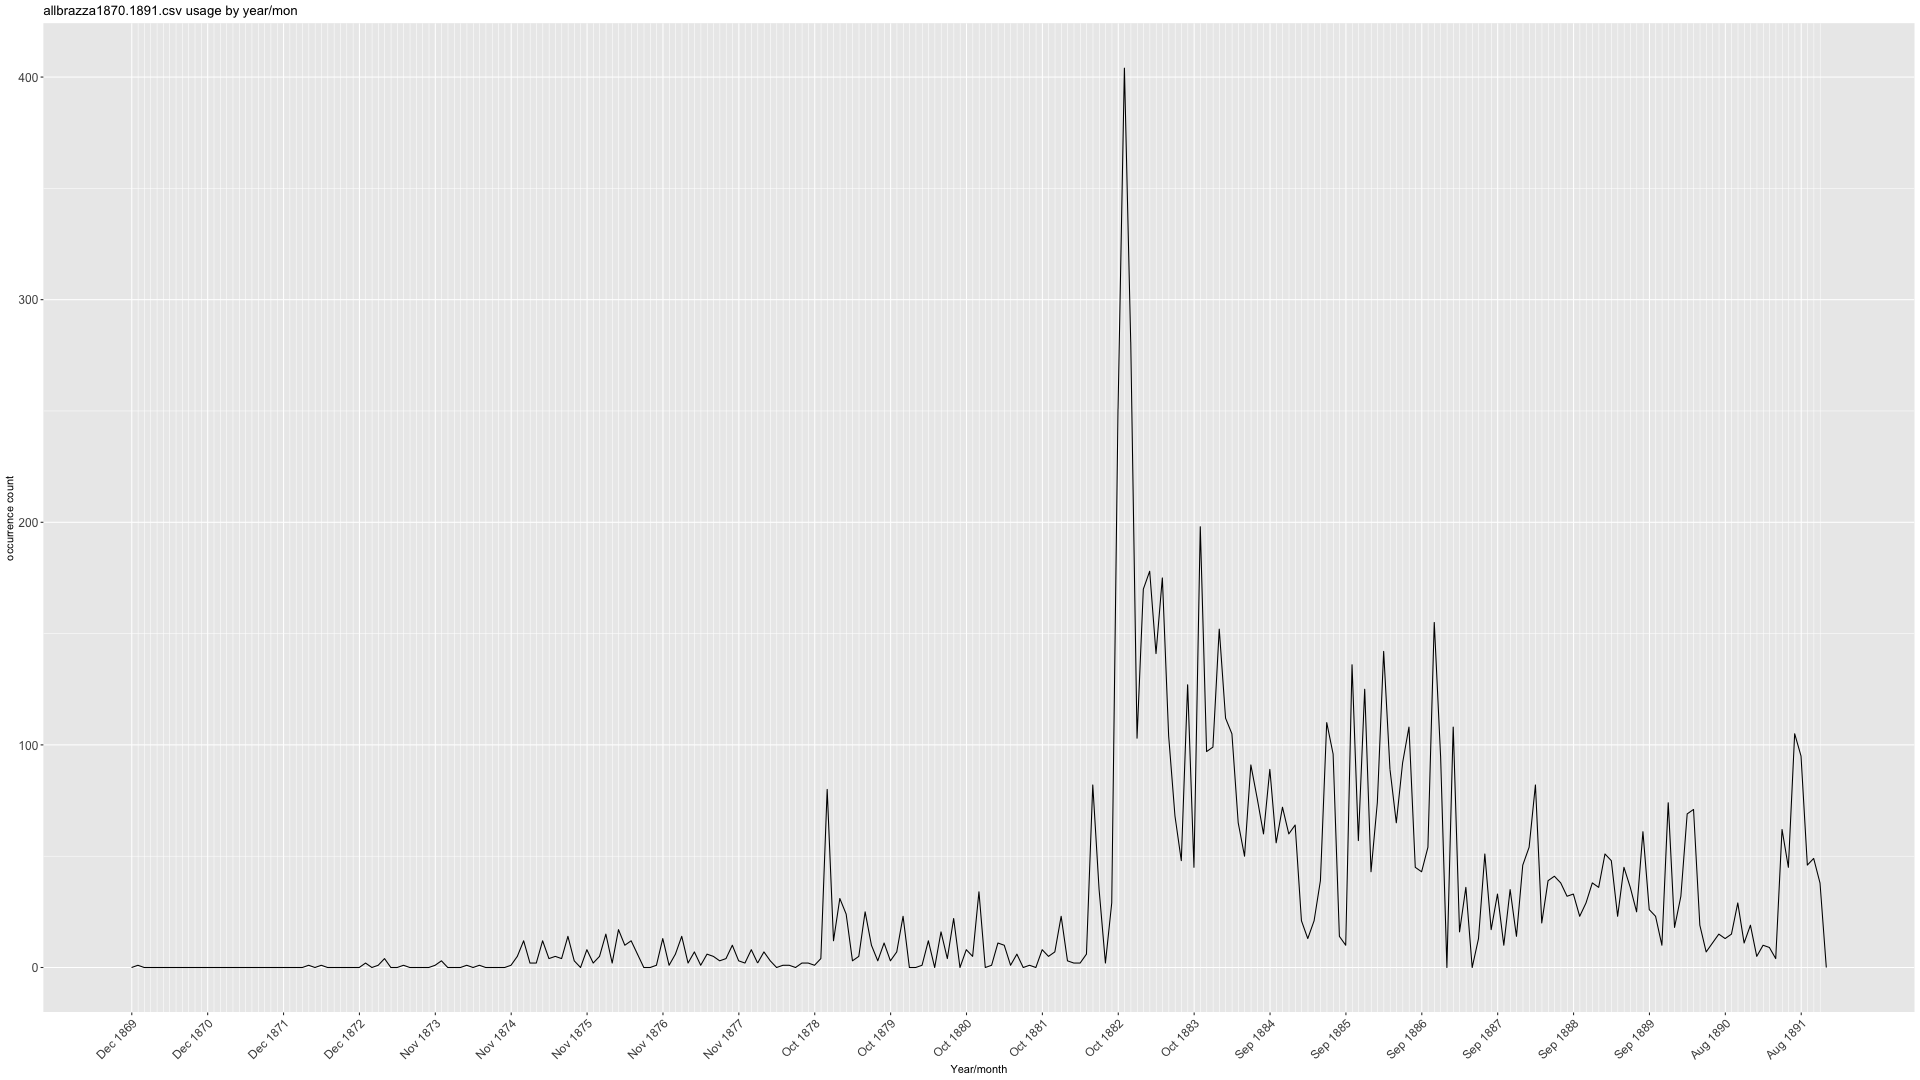 allbrazza1870.1891.csv usage by year/mon
400
300
200
100
0
occurrence count
Dec 1869
Dec 1870
Dec 1871
Dec 1872
Nov 1873
Nov 1874
Nov 1875
Nov 1876
Nov 1877
Oct 1878
Oct 1879
Oct 1880
Oct 1881
Oct 1882
Oct 1883
Sep 1884
Sep 1885
Sep 1886
Sep 1887
Sep 1888
Sep 1889
Aug 1890
Aug 1891
Year/month